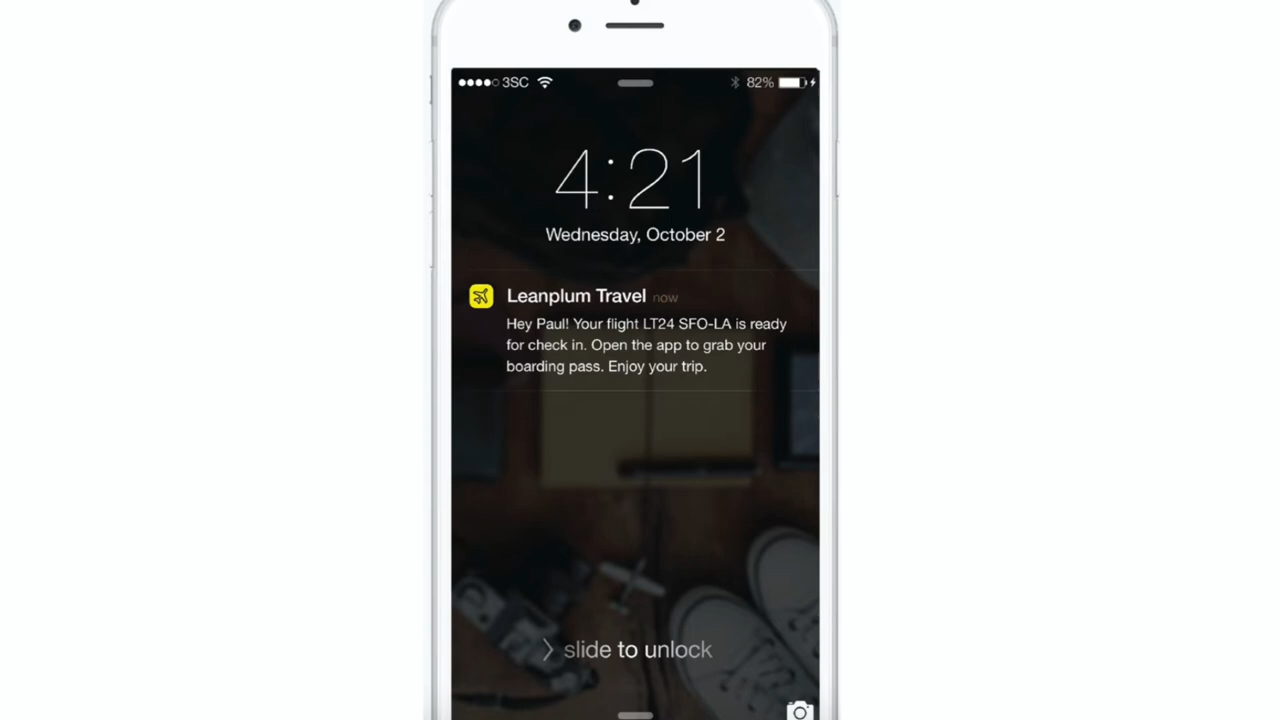 3SC 82%
4:21
Wednesday, October 2
Leanplum Travel now
Hey Paul! Your flight LT24 SFO-LA is ready
for check in. Open the app to grab your
boarding pass. Enjoy your trip.
slide to unlock